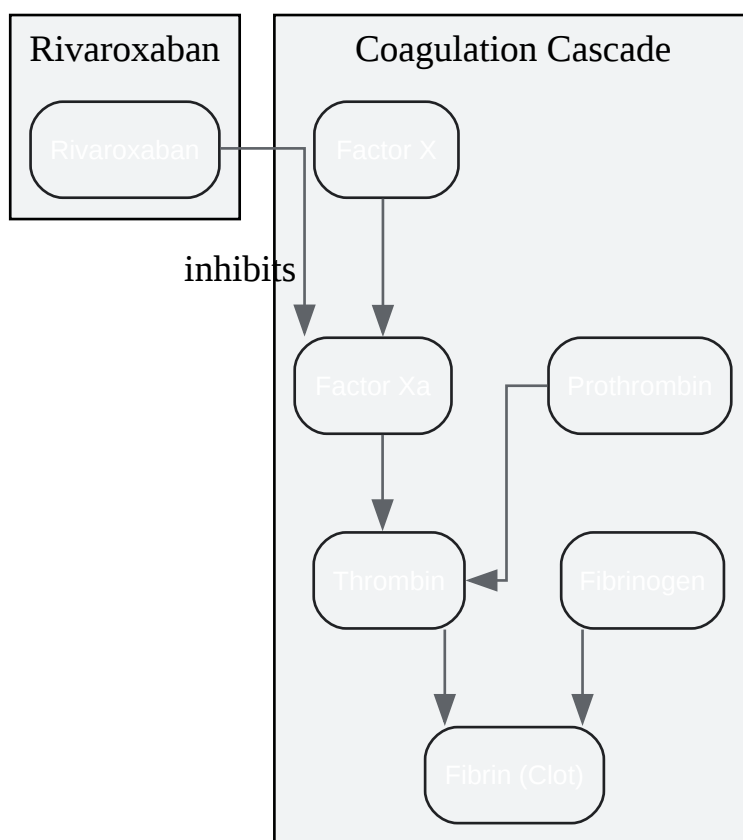 Rivaroxaban
Coagulation Cascade
Rivaroxaban
Factor X
inhibits
Factor Xa
Prothrombin
Thrombin
Fibrinogen
Fibrin (Clot)